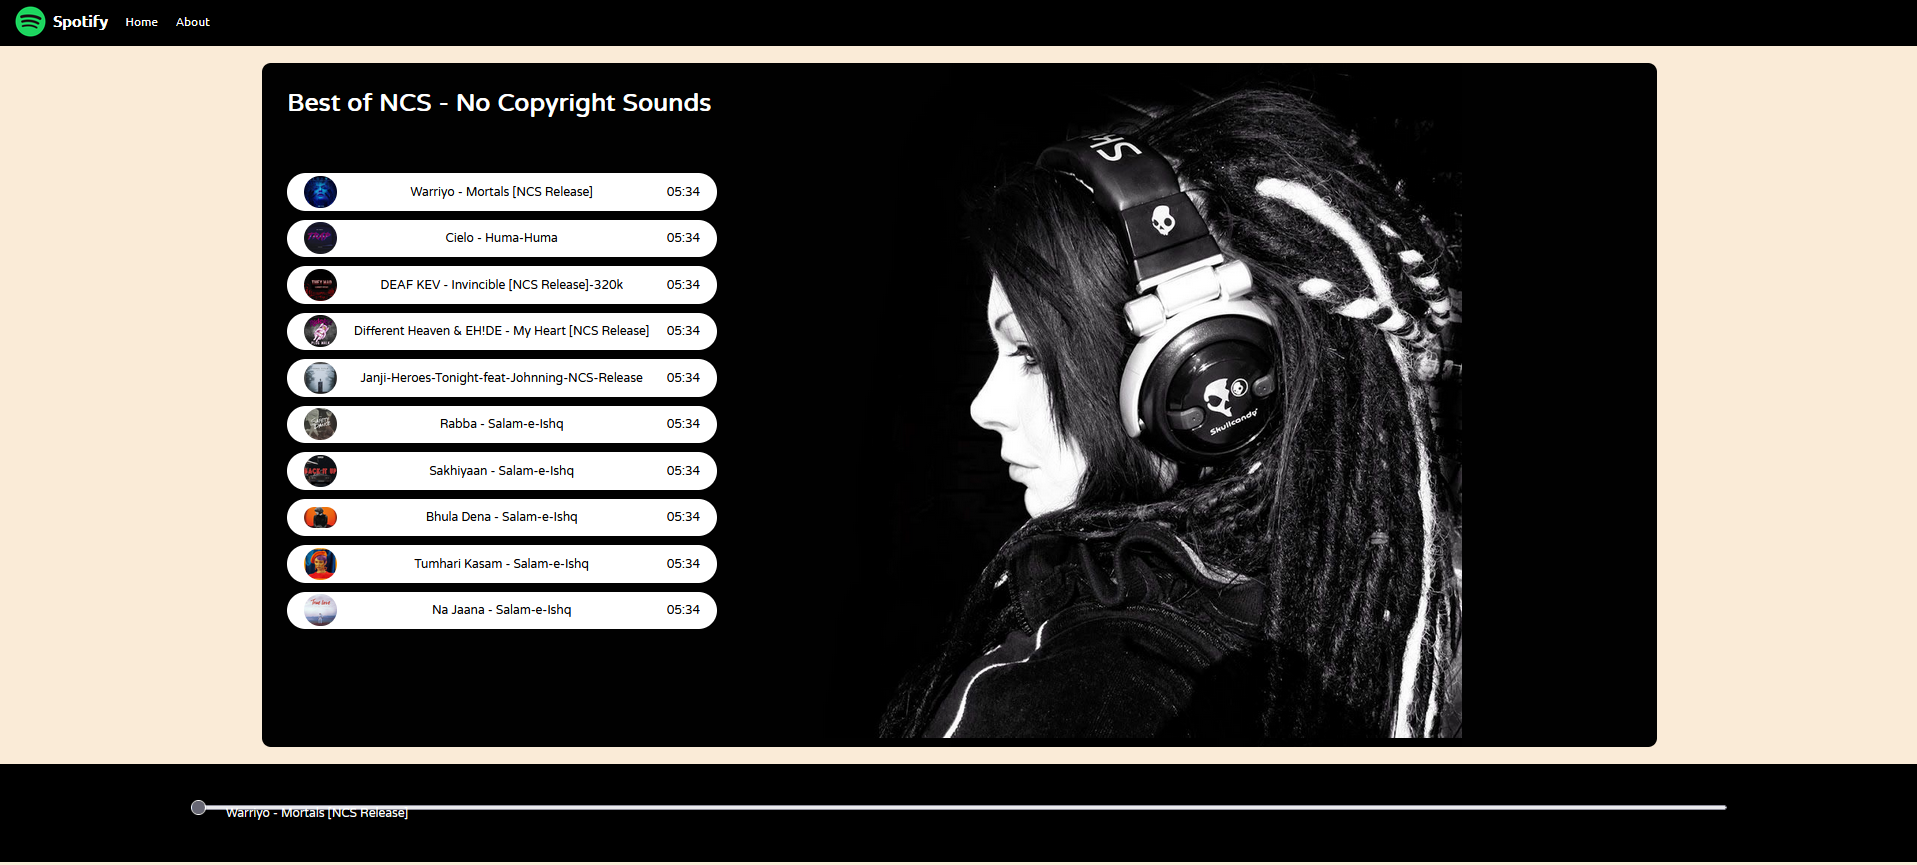 Spotify Home About
Best of NCS - No Copyright Sounds
Warriyo - Mortals [NCS Release] 05:34
Cielo - Huma-Huma 05:34
DEAF KEV - Invincible [NCS Release]-320k 05:34
Different Heaven & EH!DE - My Heart [NCS Release] 05:34
Janji-Heroes-Tonight-feat-Johnning-NCS-Release 05:34
Rabba - Salam-e-Ishq 05:34
Sakhiyaan - Salam-e-Ishq 05:34
BACK IT UP
Bhula Dena - Salam-e-Ishq 05:34
Tumhari Kasam - Salam-e-Ishq 05:34
Na Jaana - Salam-e-Ishq 05:34
Skullcandy
Warriyo - Mortals [NCS Release]